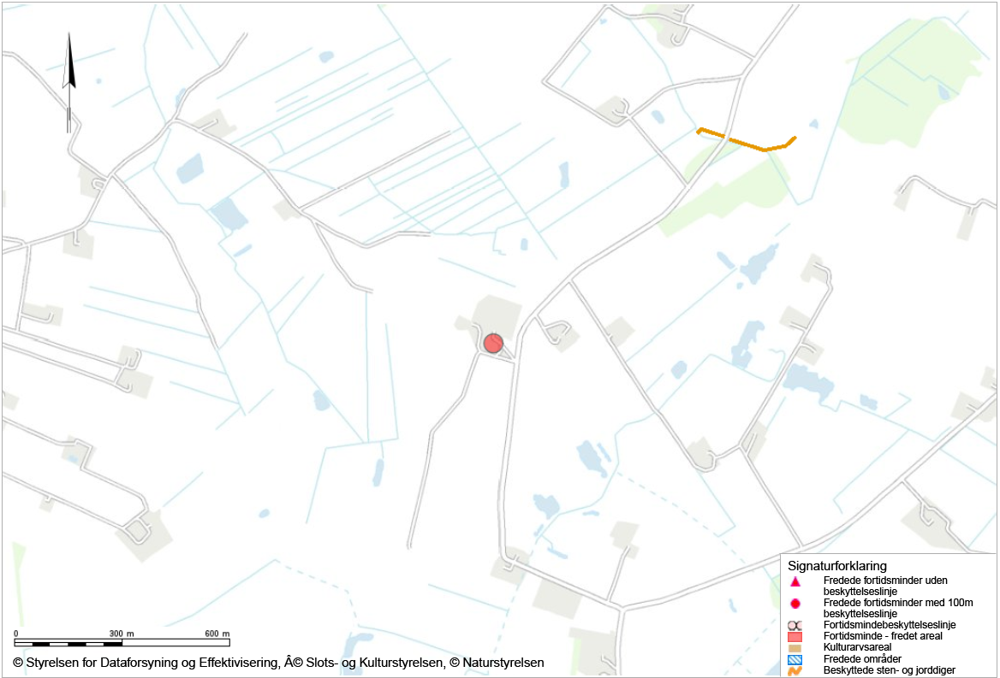 Signaturforklaring
Fredede fortidsminder uden
beskyttelseslinje
Fredede fortidsminder med 100m
beskyttelseslinje
Fortidsmindebeskyttelseslinje
Fortidsminde - fredet areal
Kulturarvsareal
Fredede områder
Beskyttede sten- og jorddiger
0 300 m 600 m
© Styrelsen for Dataforsyning og Effektivisering, Â© Slots- og Kulturstyrelsen, © Naturstyrelsen